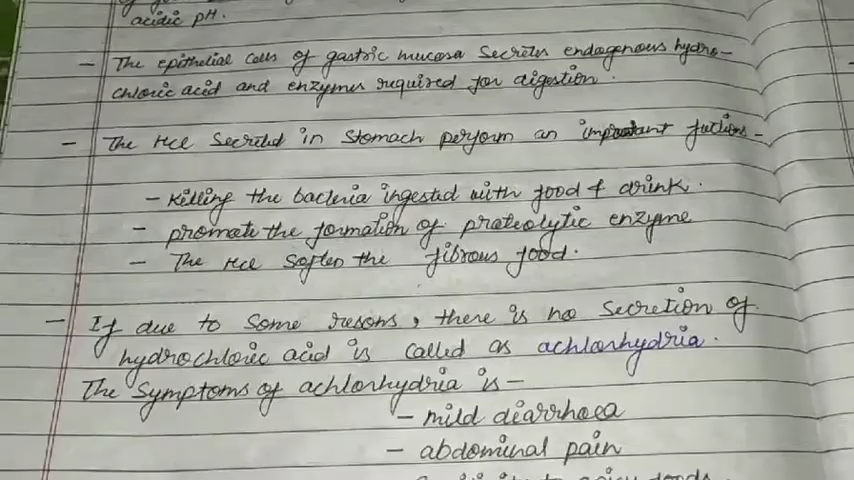 acidic pH.
- The epithelial cells of gastric mucosa secretes endogenous hydro-
chloric acid and enzymes required for digestion.
- The HCl Secreted in Stomach perform an important fuctions -
- Killing the bacteria ingested with food & drink.
- promote the formation of proteolytic enzyme
- The HCl Soften the fibrous food.
- If due to Some resons, there is no Secretion of
hydrochloric acid is called as achlorhydria.
The Symptoms of achlorhydria is -
- mild diarrhoea
- abdominal pain